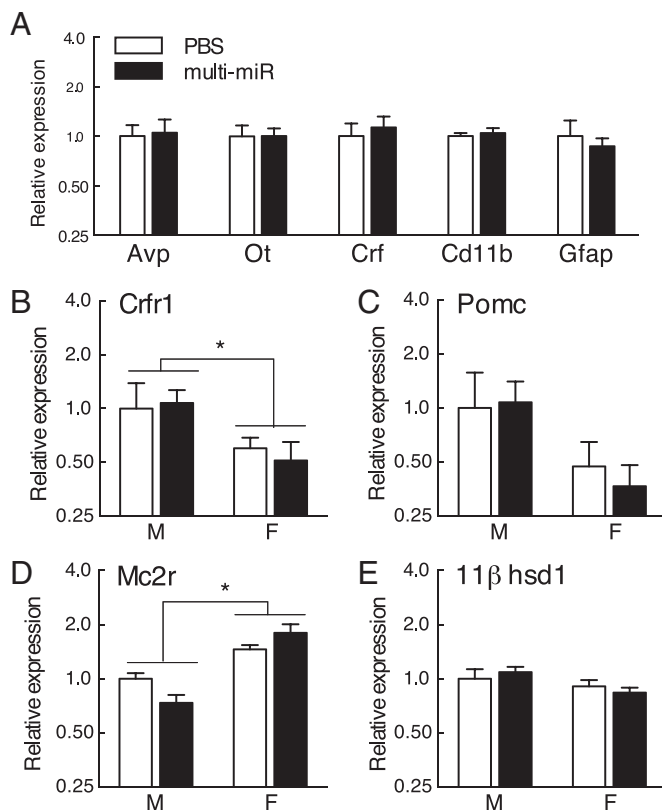 A
PBS
multi-miR
Relative expression
4.0
2.0
1.0
0.50
0.25
Avp Ot Crf Cd11b Gfap
B Crfr1
Relative expression
4.0
2.0
1.0
0.50
0.25
*
M F
C Pomc
Relative expression
4.0
2.0
1.0
0.50
0.25
M F
D Mc2r
Relative expression
4.0
2.0
1.0
0.50
0.25
*
M F
E 11β hsd1
Relative expression
4.0
2.0
1.0
0.50
0.25
M F